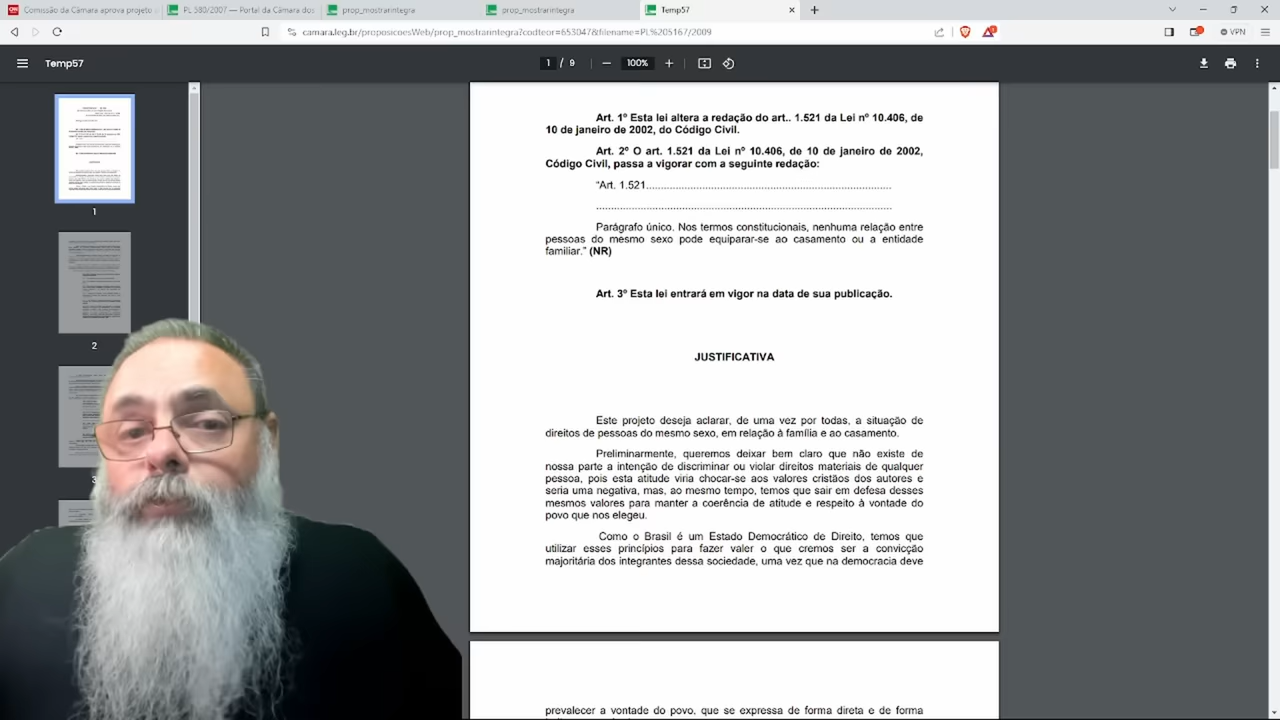 Comissão da Câmara aprova projeto
PL 580/2007 — Portal da Câmara dos
prop_mostrarintegra
prop_mostrarintegra
Temp57
camara.leg.br/proposicoesWeb/prop_mostrarintegra?codteor=653047&filename=PL%205167/2009
VPN
Temp57
1 / 9
100%
Art. 1º Esta lei altera a redação do art.. 1.521 da Lei nº 10.406, de
10 de janeiro de 2002, do Código Civil.
Art. 2º O art. 1.521 da Lei nº 10.406, de 10 de janeiro de 2002,
Código Civil, passa a vigorar com a seguinte redação:
“Art. 1.521...................................................................................
....................................................................................................
Parágrafo único. Nos termos constitucionais, nenhuma relação entre
pessoas do mesmo sexo pode equiparar-se ao casamento ou a entidade
familiar.” (NR)
Art. 3º Esta lei entrará em vigor na data de sua publicação.
JUSTIFICATIVA
Este projeto deseja aclarar, de uma vez por todas, a situação de
direitos de pessoas do mesmo sexo, em relação à família e ao casamento.
Preliminarmente, queremos deixar bem claro que não existe de
nossa parte a intenção de discriminar ou violar direitos materiais de qualquer
pessoa, pois esta atitude viria chocar-se aos valores cristãos dos autores e
seria uma negativa, mas, ao mesmo tempo, temos que sair em defesa desses
mesmos valores para manter a coerência de atitude e respeito à vontade do
povo que nos elegeu.
Como o Brasil é um Estado Democrático de Direito, temos que
utilizar esses princípios para fazer valer o que cremos ser a convicção
majoritária dos integrantes dessa sociedade, uma vez que na democracia deve
prevalecer a vontade do povo, que se expressa de forma direta e de forma
1
2